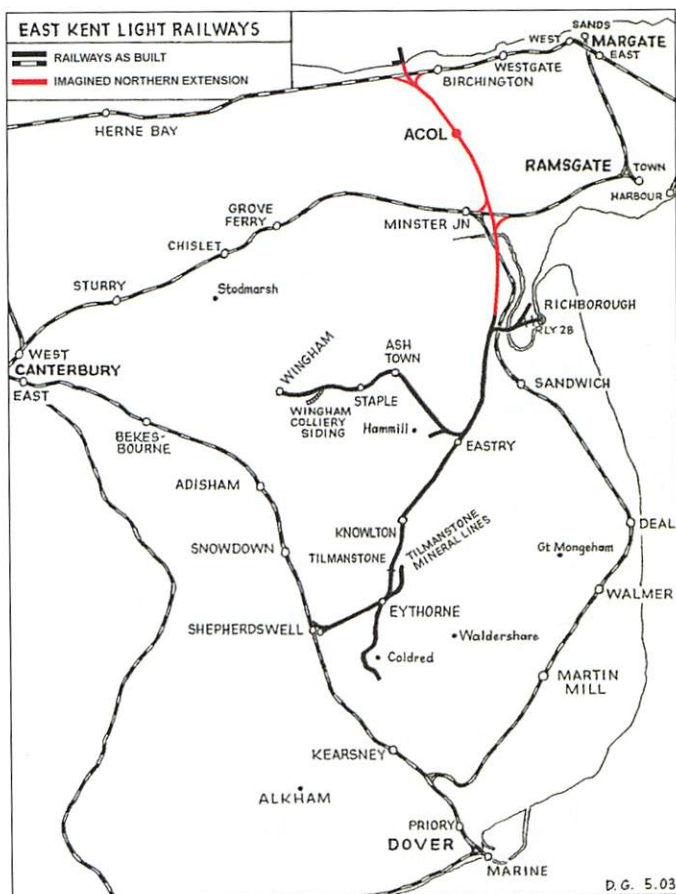 EAST KENT LIGHT RAILWAYS
RAILWAYS AS BUILT
IMAGINED NORTHERN EXTENSION
SANDS
WEST
MARGATE
EAST
WESTGATE
BIRCHINGTON
HERNE BAY
ACOL
RAMSGATE
TOWN
HARBOUR
MINSTER JN
GROVE
FERRY
CHISLET
STURRY
Stodmarsh
RICHBOROUGH
RLY 2B
WEST
CANTERBURY
EAST
ASH
TOWN
WINGHAM
STAPLE
WINGHAM
COLLIERY
SIDING
Hammill
SANDWICH
EASTRY
BEKES-
BOURNE
ADISHAM
KNOWLTON
DEAL
SNOWDOWN
TILMANSTONE
TILMANSTONE
MINERAL LINES
Gt Mongeham
WALMER
EYTHORNE
SHEPHERDSWELL
Waldershare
Coldred
MARTIN
MILL
KEARSNEY
ALKHAM
PRIORY
DOVER
MARINE
D.G. 5.03